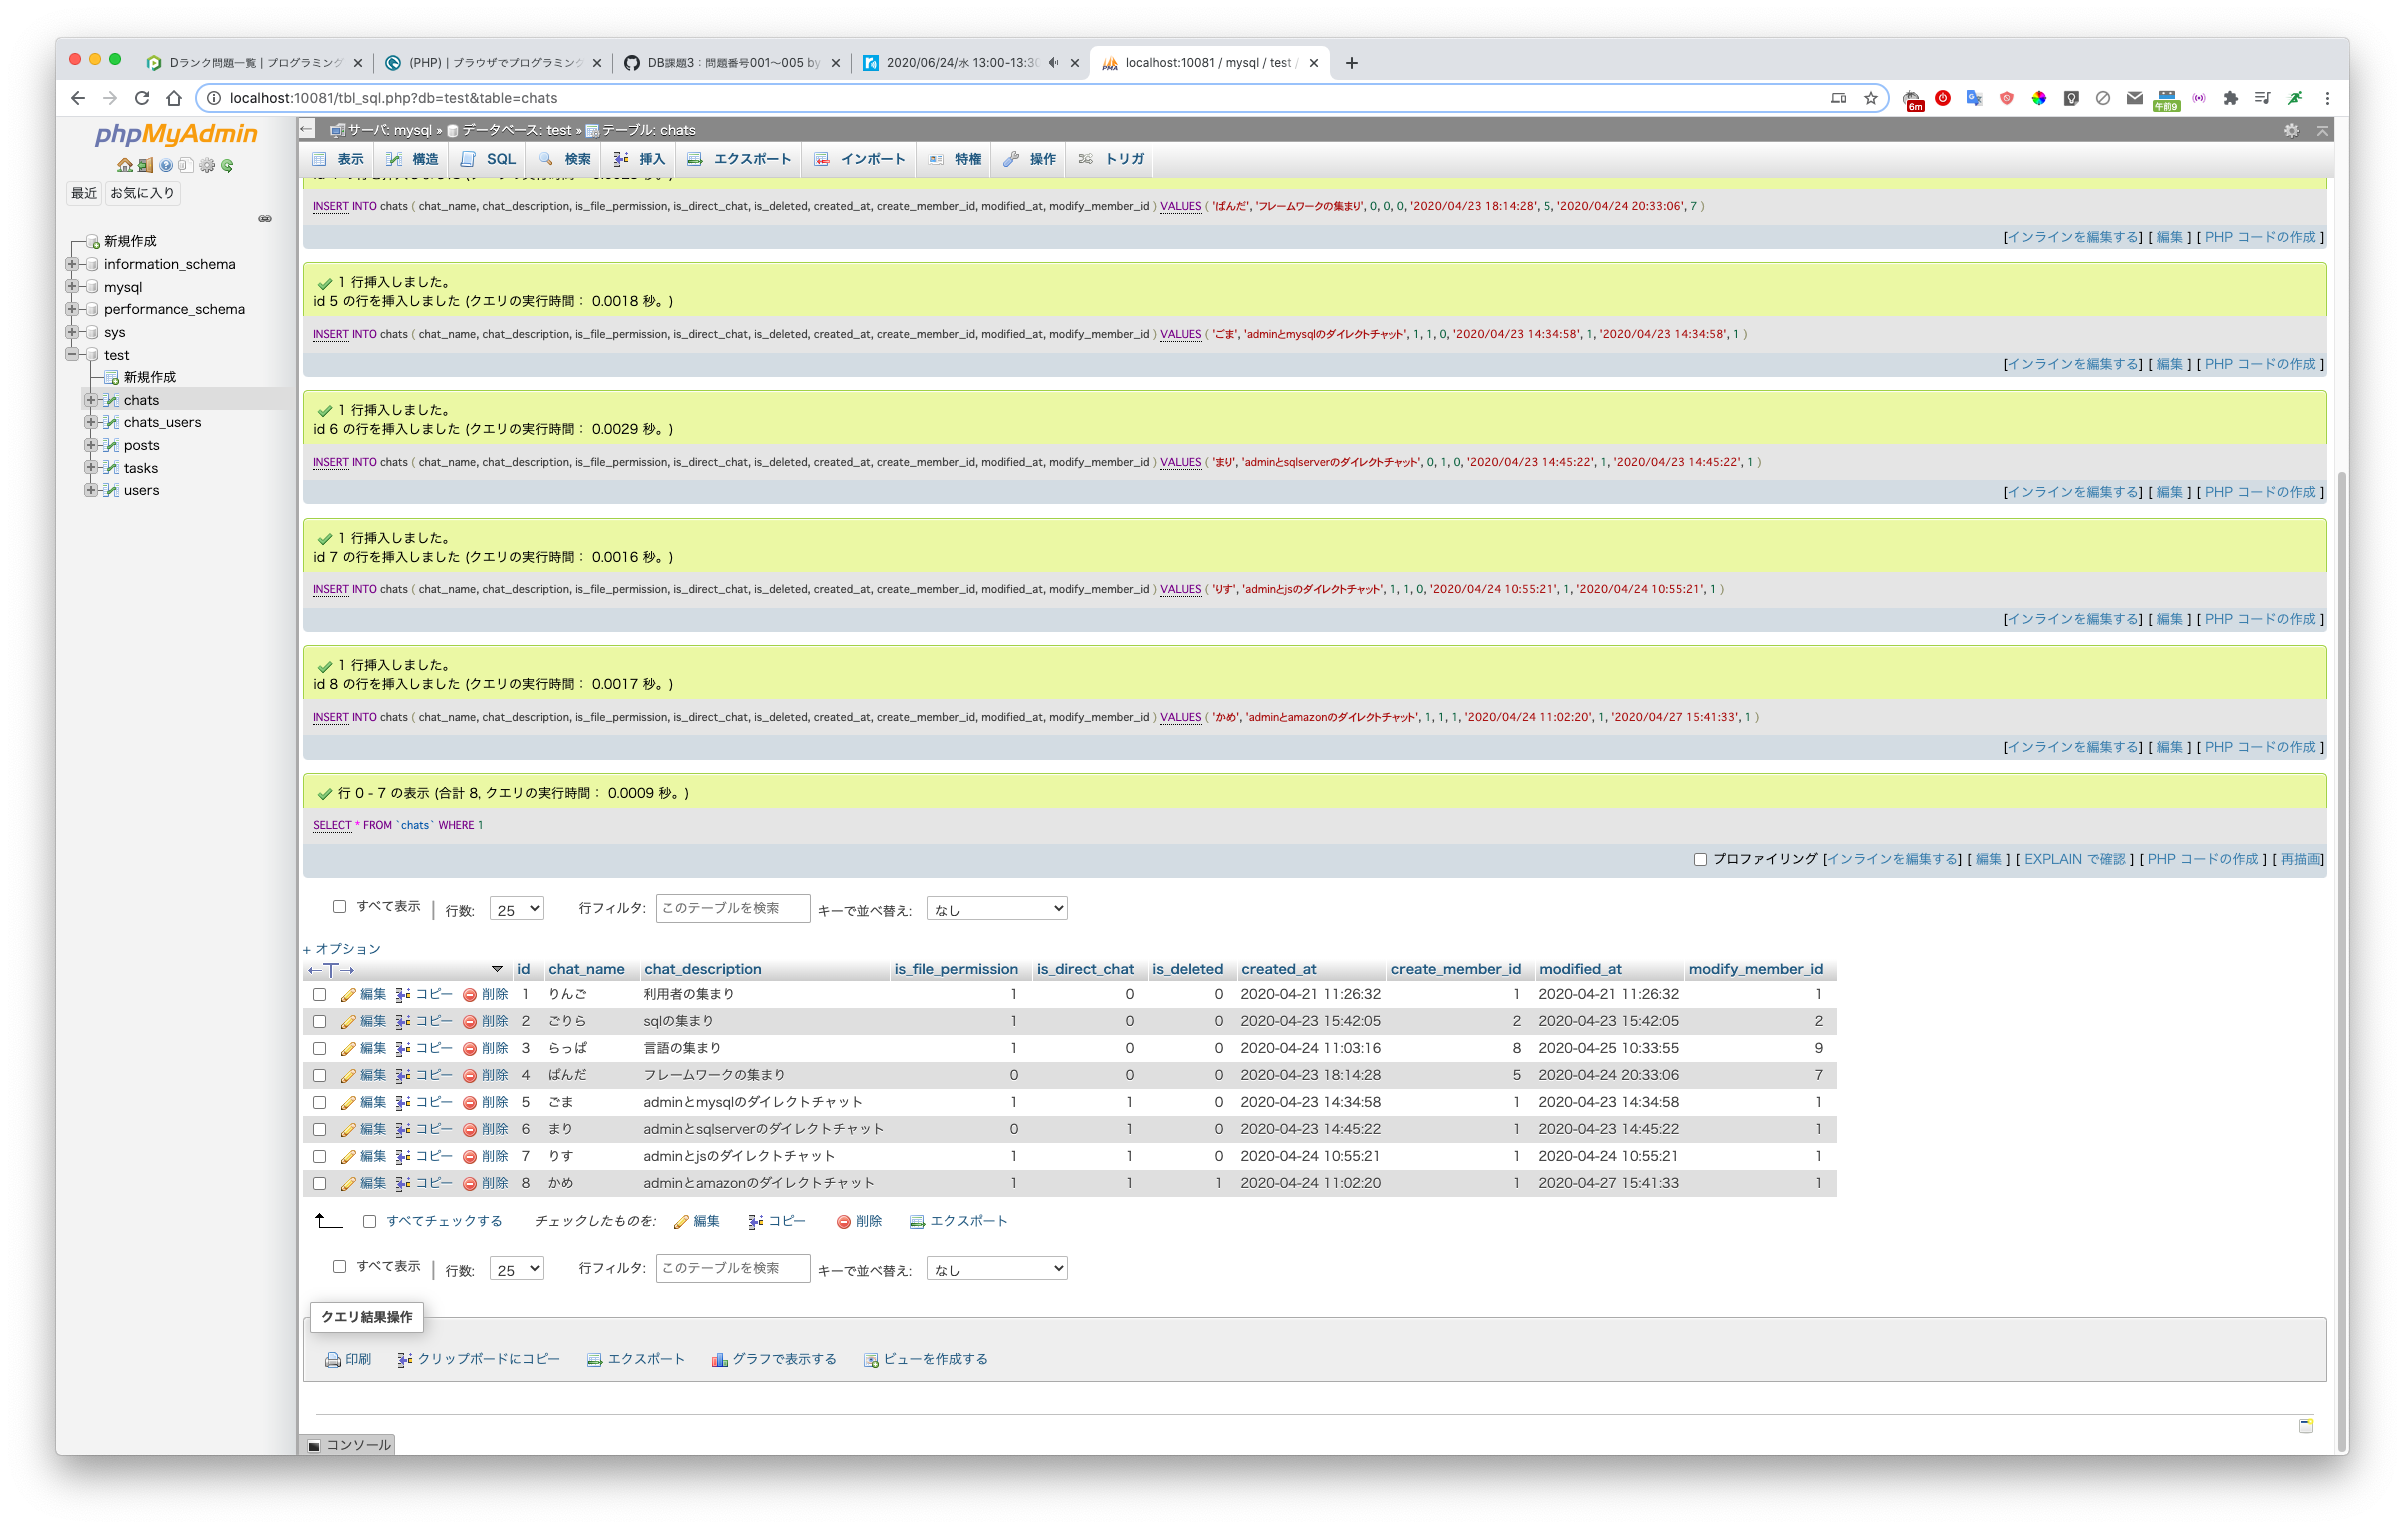 Dランク問題一覧 | プログラミング
(PHP) | ブラウザでプログラミング
DB課題3：問題番号001〜005 by
2020/06/24/水 13:00-13:30
localhost:10081 / mysql / test /
localhost:10081/tbl_sql.php?db=test&table=chats
6m
午前9
phpMyAdmin
最近 お気に入り
新規作成
information_schema
mysql
performance_schema
sys
test
新規作成
chats
chats_users
posts
tasks
users
サーバ: mysql » データベース: test » テーブル: chats
表示 構造 SQL 検索 挿入 エクスポート インポート 特権 操作 トリガ
INSERT INTO chats ( chat_name, chat_description, is_file_permission, is_direct_chat, is_deleted, created_at, create_member_id, modified_at, modify_member_id ) VALUES ( 'ぱんだ', 'フレームワークの集まり', 0, 0, 0, '2020/04/23 18:14:28', 5, '2020/04/24 20:33:06', 7 )
[インラインを編集する] [ 編集 ] [ PHP コードの作成 ]
1 行挿入しました。
id 5 の行を挿入しました (クエリの実行時間： 0.0018 秒。)
INSERT INTO chats ( chat_name, chat_description, is_file_permission, is_direct_chat, is_deleted, created_at, create_member_id, modified_at, modify_member_id ) VALUES ( 'ごま', 'adminとmysqlのダイレクトチャット', 1, 1, 0, '2020/04/23 14:34:58', 1, '2020/04/23 14:34:58', 1 )
[インラインを編集する] [ 編集 ] [ PHP コードの作成 ]
1 行挿入しました。
id 6 の行を挿入しました (クエリの実行時間： 0.0029 秒。)
INSERT INTO chats ( chat_name, chat_description, is_file_permission, is_direct_chat, is_deleted, created_at, create_member_id, modified_at, modify_member_id ) VALUES ( 'まり', 'adminとsqlserverのダイレクトチャット', 0, 1, 0, '2020/04/23 14:45:22', 1, '2020/04/23 14:45:22', 1 )
[インラインを編集する] [ 編集 ] [ PHP コードの作成 ]
1 行挿入しました。
id 7 の行を挿入しました (クエリの実行時間： 0.0016 秒。)
INSERT INTO chats ( chat_name, chat_description, is_file_permission, is_direct_chat, is_deleted, created_at, create_member_id, modified_at, modify_member_id ) VALUES ( 'りす', 'adminとjsのダイレクトチャット', 1, 1, 0, '2020/04/24 10:55:21', 1, '2020/04/24 10:55:21', 1 )
[インラインを編集する] [ 編集 ] [ PHP コードの作成 ]
1 行挿入しました。
id 8 の行を挿入しました (クエリの実行時間： 0.0017 秒。)
INSERT INTO chats ( chat_name, chat_description, is_file_permission, is_direct_chat, is_deleted, created_at, create_member_id, modified_at, modify_member_id ) VALUES ( 'かめ', 'adminとamazonのダイレクトチャット', 1, 1, 1, '2020/04/24 11:02:20', 1, '2020/04/27 15:41:33', 1 )
[インラインを編集する] [ 編集 ] [ PHP コードの作成 ]
行 0 - 7 の表示 (合計 8, クエリの実行時間： 0.0009 秒。)
SELECT * FROM `chats` WHERE 1
プロファイリング [インラインを編集する] [ 編集 ] [ EXPLAIN で確認 ] [ PHP コードの作成 ] [ 再描画]
すべて表示 | 行数: 25 行フィルタ: このテーブルを検索 キーで並べ替え: なし
+ オプション
←T→ id chat_name chat_description is_file_permission is_direct_chat is_deleted created_at create_member_id modified_at modify_member_id
編集 コピー 削除 1 りんご 利用者の集まり 1 0 0 2020-04-21 11:26:32 1 2020-04-21 11:26:32 1
編集 コピー 削除 2 ごりら sqlの集まり 1 0 0 2020-04-23 15:42:05 2 2020-04-23 15:42:05 2
編集 コピー 削除 3 らっぱ 言語の集まり 1 0 0 2020-04-24 11:03:16 8 2020-04-25 10:33:55 9
編集 コピー 削除 4 ぱんだ フレームワークの集まり 0 0 0 2020-04-23 18:14:28 5 2020-04-24 20:33:06 7
編集 コピー 削除 5 ごま adminとmysqlのダイレクトチャット 1 1 0 2020-04-23 14:34:58 1 2020-04-23 14:34:58 1
編集 コピー 削除 6 まり adminとsqlserverのダイレクトチャット 0 1 0 2020-04-23 14:45:22 1 2020-04-23 14:45:22 1
編集 コピー 削除 7 りす adminとjsのダイレクトチャット 1 1 0 2020-04-24 10:55:21 1 2020-04-24 10:55:21 1
編集 コピー 削除 8 かめ adminとamazonのダイレクトチャット 1 1 1 2020-04-24 11:02:20 1 2020-04-27 15:41:33 1
すべてチェックする チェックしたものを: 編集 コピー 削除 エクスポート
すべて表示 | 行数: 25 行フィルタ: このテーブルを検索 キーで並べ替え: なし
クエリ結果操作
印刷 クリップボードにコピー エクスポート グラフで表示する ビューを作成する
コンソール